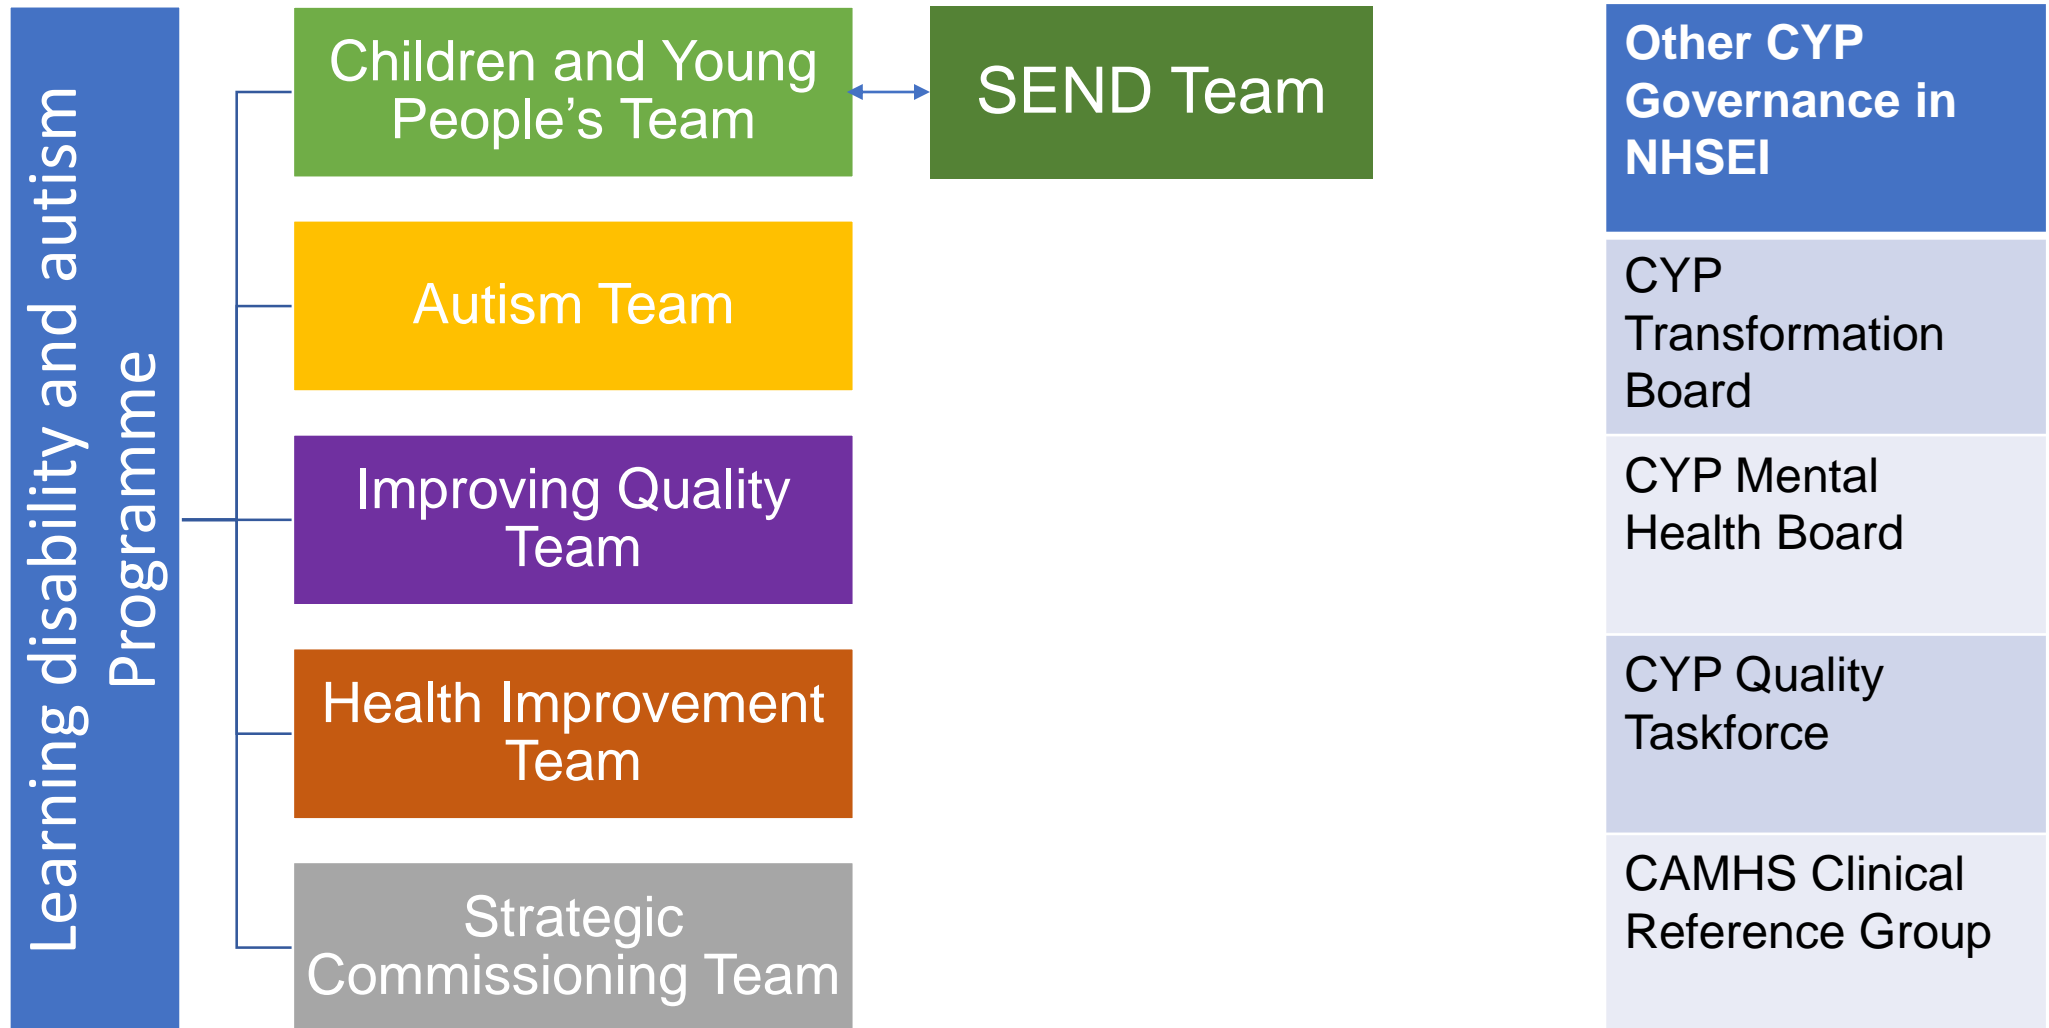 Learning disability and autism
Programme
Children and Young
People’s Team
SEND Team
Autism Team
Improving Quality
Team
Health Improvement
Team
Strategic
Commissioning Team
Other CYP
Governance in
NHSEI
CYP
Transformation
Board
CYP Mental
Health Board
CYP Quality
Taskforce
CAMHS Clinical
Reference Group